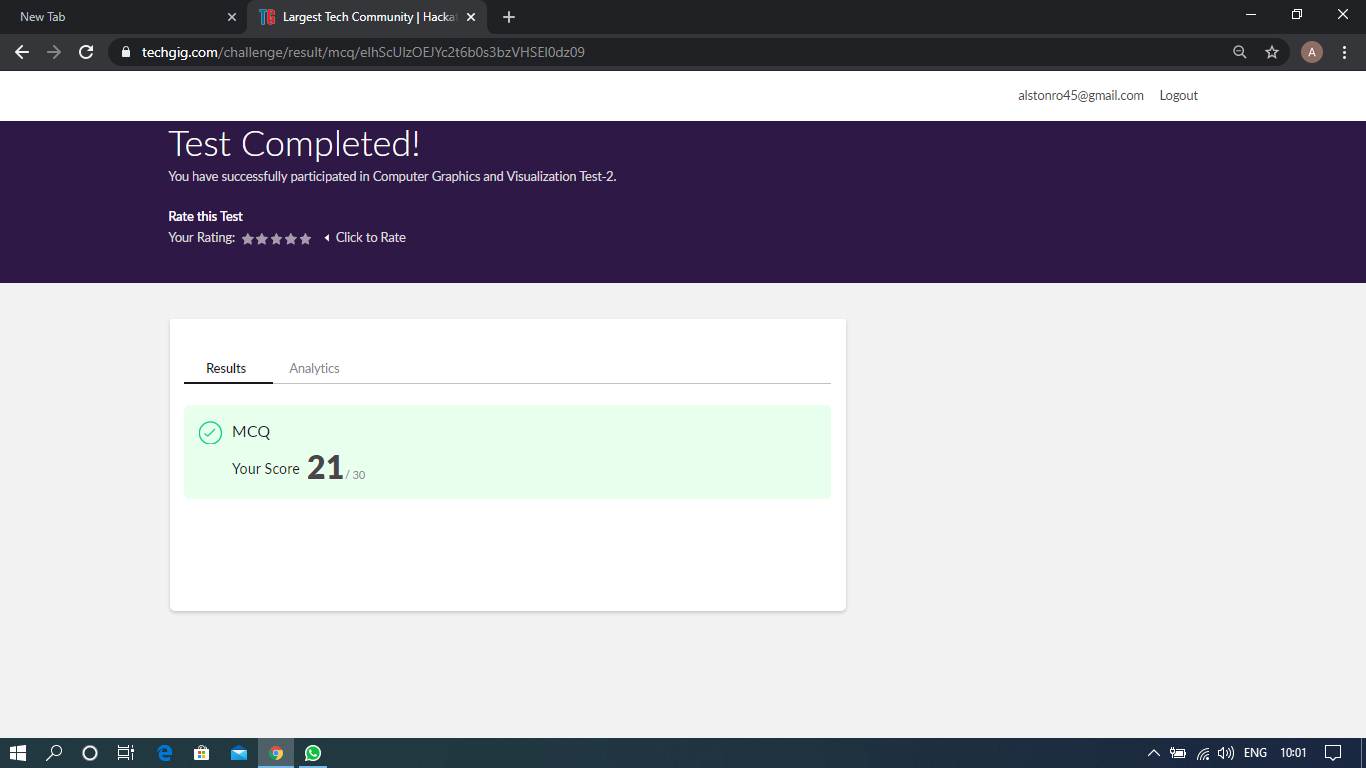 New Tab
TG Largest Tech Community | Hacka
techgig.com/challenge/result/mcq/
alstonro45@gmail.com Logout
Test Completed!
You have successfully participated in Computer Graphics and Visualization Test-2.
Rate this Test
Your Rating: Click to Rate
Results Analytics
MCQ
Your Score 21 / 30
A
ENG 10:01